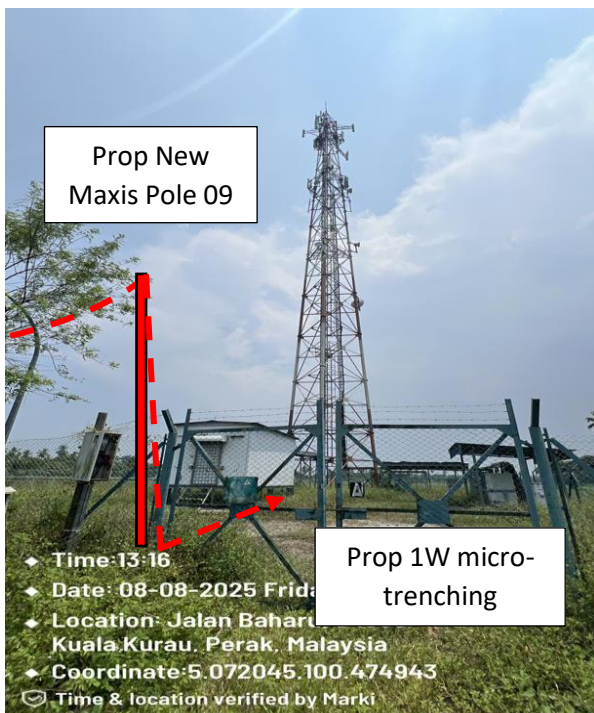 Prop New
Maxis Pole 09
Prop 1W micro-
trenching
Time:13:16
Date: 08-08-2025
Location: Jalan
Kuala Kurau, Perak, Malaysia
Coordinate:5.072045,100.474943
Time & location verified by Marki